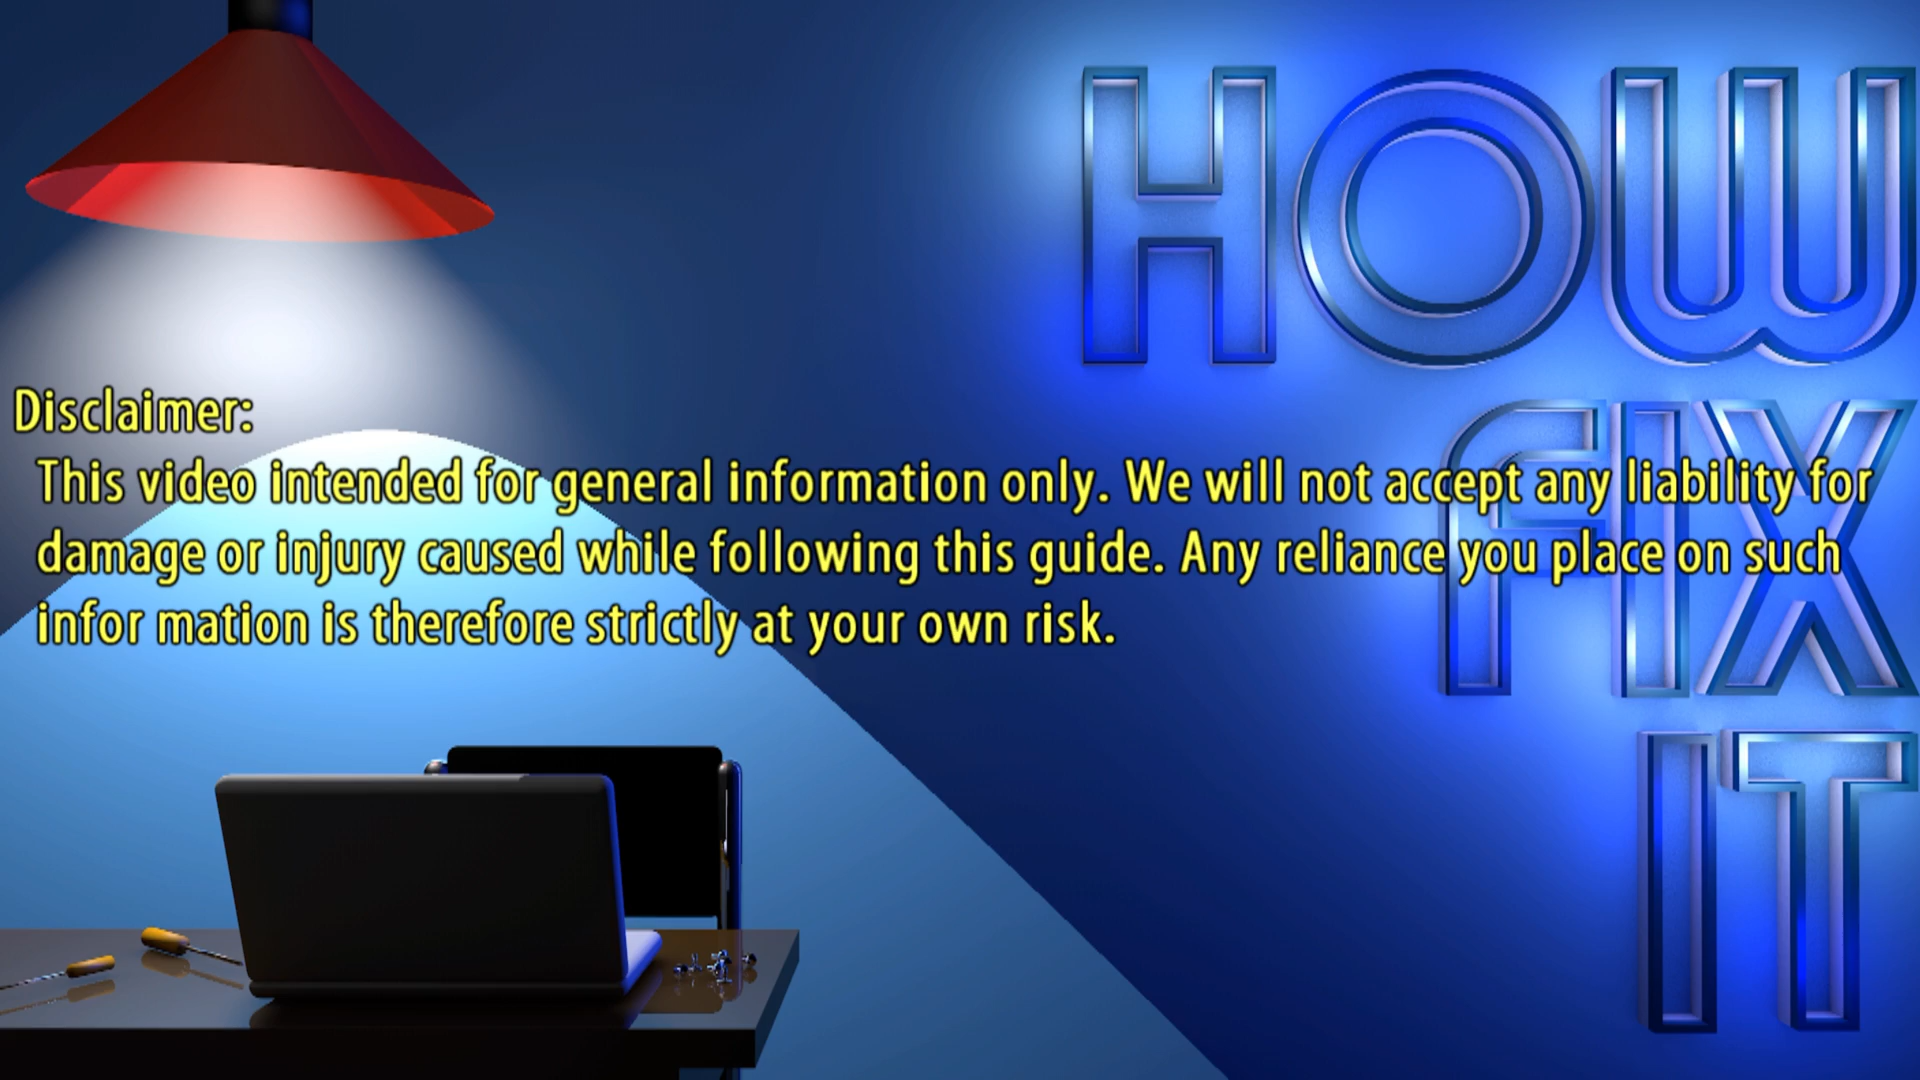 HOW
FIX
IT
Disclaimer:
This video intended for general information only. We will not accept any liability for
damage or injury caused while following this guide. Any reliance you place on such
infor mation is therefore strictly at your own risk.